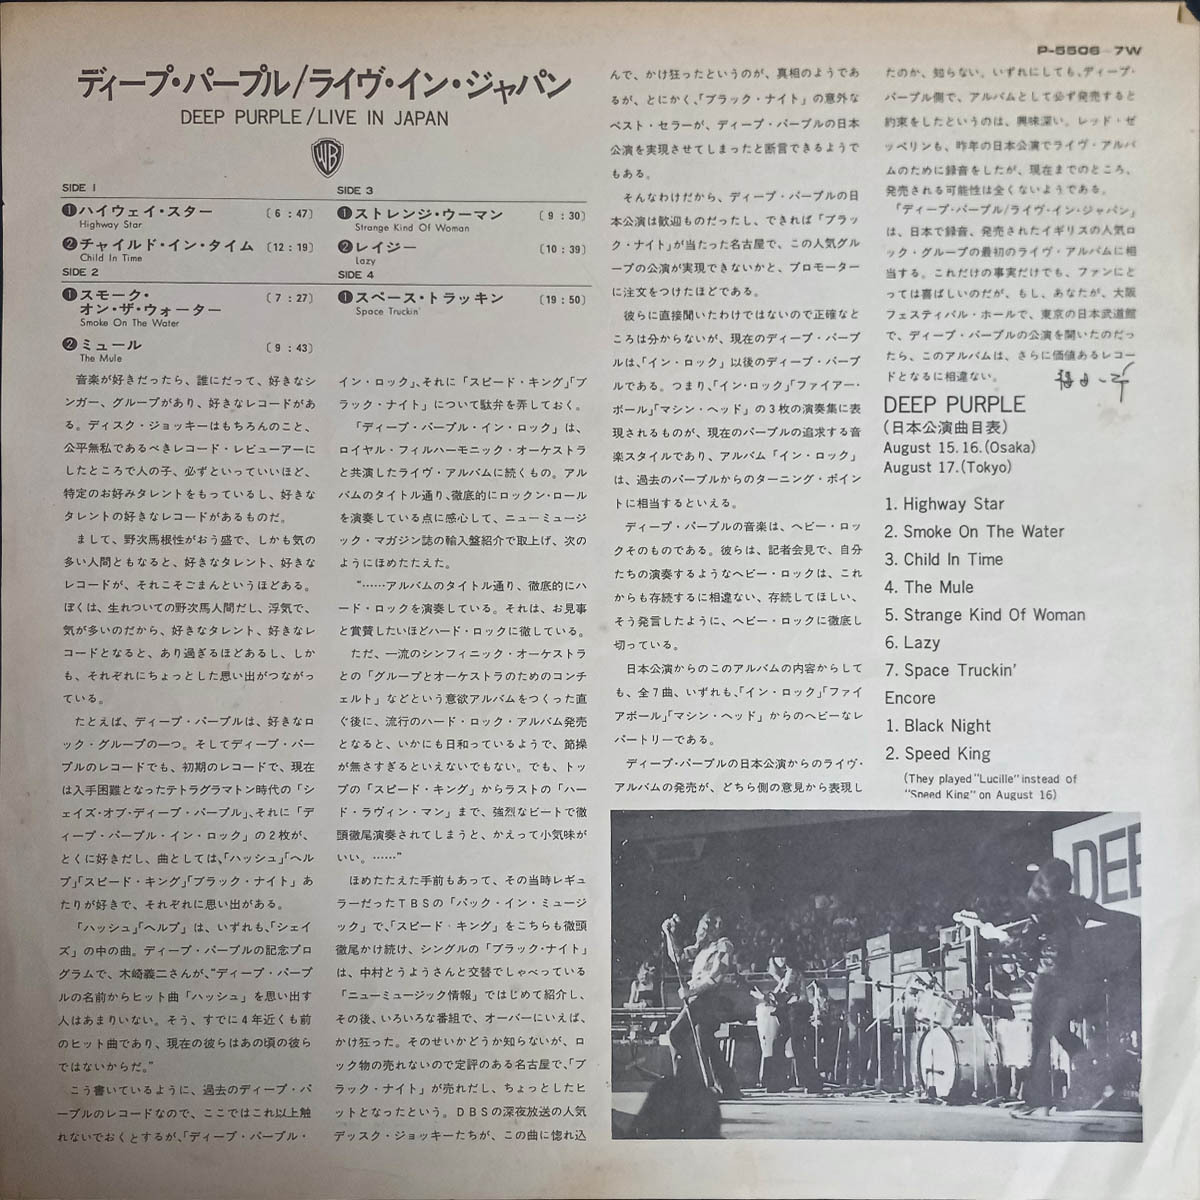 P-5506~7W
ディープ・パープル/ライヴ・イン・ジャパン
DEEP PURPLE/LIVE IN JAPAN
WB
SIDE 1
❶ハイウェイ・スター 〔6:47〕
Highway Star
❷チャイルド・イン・タイム 〔12:19〕
Child In Time
SIDE 2
❶スモーク・
オン・ザ・ウォーター 〔7:27〕
Smoke On The Water
❷ミュール 〔9:43〕
The Mule
SIDE 3
❶ストレンジ・ウーマン 〔9:30〕
Strange Kind Of Woman
❷レイジー 〔10:39〕
Lazy
SIDE 4
❶スペース・トラッキン 〔19:50〕
Space Truckin'
音楽が好きだったら、誰にだって、好きなシ
ンガー、グループがあり、好きなレコードがあ
る。ディスク・ジョッキーはもちろんのこと、
公平無私であるべきレコード・レビューアーに
したところで人の子、必ずといっていいほど、
特定のお好みタレントをもっているし、好きな
タレントの好きなレコードがあるものだ。
まして、野次馬根性がおう盛で、しかも気の
多い人間ともなると、好きなタレント、好きな
レコードが、それこそごまんというほどある。
ぼくは、生れついての野次馬人間だし、浮気で、
気が多いのだから、好きなタレント、好きなレ
コードとなると、あり過ぎるほどあるし、しか
も、それぞれにちょっとした思い出がつながっ
ている。
たとえば、ディープ・パープルは、好きなロ
ック・グループの一つ。そしてディープ・パー
プルのレコードでも、初期のレコードで、現在
は入手困難となったテトラグラマトン時代の「シ
ェイズ・オブ・ディープ・パープル」、それに「デ
ィープ・パープル・イン・ロック」の2枚が、
とくに好きだし、曲としては、「ハッシュ」「ヘル
プ」「スピード・キング」「ブラック・ナイト」あ
たりが好きで、それぞれに思い出がある。
「ハッシュ」「ヘルプ」は、いずれも、「シェイ
ズ」の中の曲。ディープ・パープルの記念プロ
グラムで、木崎義二さんが、“ディープ・パープ
ルの名前からヒット曲「ハッシュ」を思い出す
人はあまりいない。そう、すでに4年近くも前
のヒット曲であり、現在の彼らはあの頃の彼ら
ではないからだ。”
こう書いているように、過去のディープ・パ
ープルのレコードなので、ここではこれ以上触
れないでおくとするが、「ディープ・パープル・
イン・ロック」、それに「スピード・キング」「ブ
ラック・ナイト」について駄弁を弄しておく。
「ディープ・パープル・イン・ロック」は、
ロイヤル・フィルハーモニック・オーケストラ
と共演したライヴ・アルバムに続くもの。アル
バムのタイトル通り、徹底的にロックン・ロール
を演奏している点に感心して、ニューミュージ
ック・マガジン誌の輸入盤紹介で取上げ、次の
ようにほめたたえた。
“……アルバムのタイトル通り、徹底的にハ
ード・ロックを演奏している。それは、お見事
と賞賛したいほどハード・ロックに徹している。
ただ、一流のシンフィニック・オーケストラ
との「グループとオーケストラのためのコンチ
ェルト」などという意欲アルバムをつくった直
ぐ後に、流行のハード・ロック・アルバム発売
となると、いかにも日和っているようで、節操
が無さすぎるといえないでもない。でも、トッ
プの「スピード・キング」からラストの「ハー
ド・ラヴィン・マン」まで、強烈なビートで徹
頭徹尾演奏されてしまうと、かえって小気味が
いい。……”
ほめたたえた手前もあって、その当時レギュ
ラーだったTBSの「パック・イン・ミュージ
ック」で、「スピード・キング」をこちらも徹頭
徹尾かけ続け、シングルの「ブラック・ナイト」
は、中村とうようさんと交替でしゃべっている
「ニューミュージック情報」ではじめて紹介し、
その後、いろいろな番組で、オーバーにいえば、
かけ狂った。そのせいかどうか知らないが、ロ
ック物の売れないので定評のある名古屋で、「ブ
ラック・ナイト」が売れだし、ちょっとしたヒ
ットとなったという。DBSの深夜放送の人気
デッスク・ジョッキーたちが、この曲に惚れ込
んで、かけ狂ったというのが、真相のようであ
るが、とにかく、「ブラック・ナイト」の意外な
ベスト・セラーが、ディープ・パープルの日本
公演を実現させてしまったと断言できるようで
もある。
そんなわけだから、ディープ・パープルの日
本公演は歓迎ものだったし、できれば「ブラッ
ク・ナイト」が当たった名古屋で、この人気グル
ープの公演が実現できないかと、プロモーター
に注文をつけたほどである。
彼らに直接聞いたわけではないので正確なと
ころは分からないが、現在のディープ・パープ
ルは、「イン・ロック」以後のディープ・パープ
ルである。つまり、「イン・ロック」「ファイアー・
ボール」「マシン・ヘッド」の3枚の演奏集に表
現されるものが、現在のパープルの追求する音
楽スタイルであり、アルバム「イン・ロック」
は、過去のパープルからのターニング・ポイン
トに相当するといえる。
ディープ・パープルの音楽は、ヘビー・ロッ
クそのものである。彼らは、記者会見で、自分
たちの演奏するようなヘビー・ロックは、これ
からも存続するに相違ない、存続してほしい、
そう発言したように、ヘビー・ロックに徹底し
切っている。
日本公演からのこのアルバムの内容からして
も、全7曲、いずれも、「イン・ロック」「ファイ
アボール」「マシン・ヘッド」からのヘビーなレ
パートリーである。
ディープ・パープルの日本公演からのライヴ・
アルバムの発売が、どちら側の意見から表現し
たのか、知らない。いずれにしても、ディープ・
パープル側で、アルバムとして必ず発売すると
約束をしたというのは、興味深い。レッド・ゼ
ッペリンも、昨年の日本公演でライヴ・アルバ
ムのために録音をしたが、現在までのところ、
発売される可能性は全くないようである。
「ディープ・パープル/ライヴ・イン・ジャパン」
は、日本で録音、発売されたイギリスの人気ロ
ック・グループの最初のライヴ・アルバムに相
当する。これだけの事実だけでも、ファンにと
っては喜ばしいのだが、もし、あなたが、大阪
フェスティバル・ホールで、東京の日本武道館
で、ディープ・パープルの公演を聞いたのだっ
たら、このアルバムは、さらに価値あるレコー
ドとなるに相違ない。
福田一郎
DEEP PURPLE
(日本公演曲目表)
August 15.16.(Osaka)
August 17.(Tokyo)
1. Highway Star
2. Smoke On The Water
3. Child In Time
4. The Mule
5. Strange Kind Of Woman
6. Lazy
7. Space Truckin'
Encore
1. Black Night
2. Speed King
(They played "Lucille" instead of
"Speed King" on August 16)
DEE